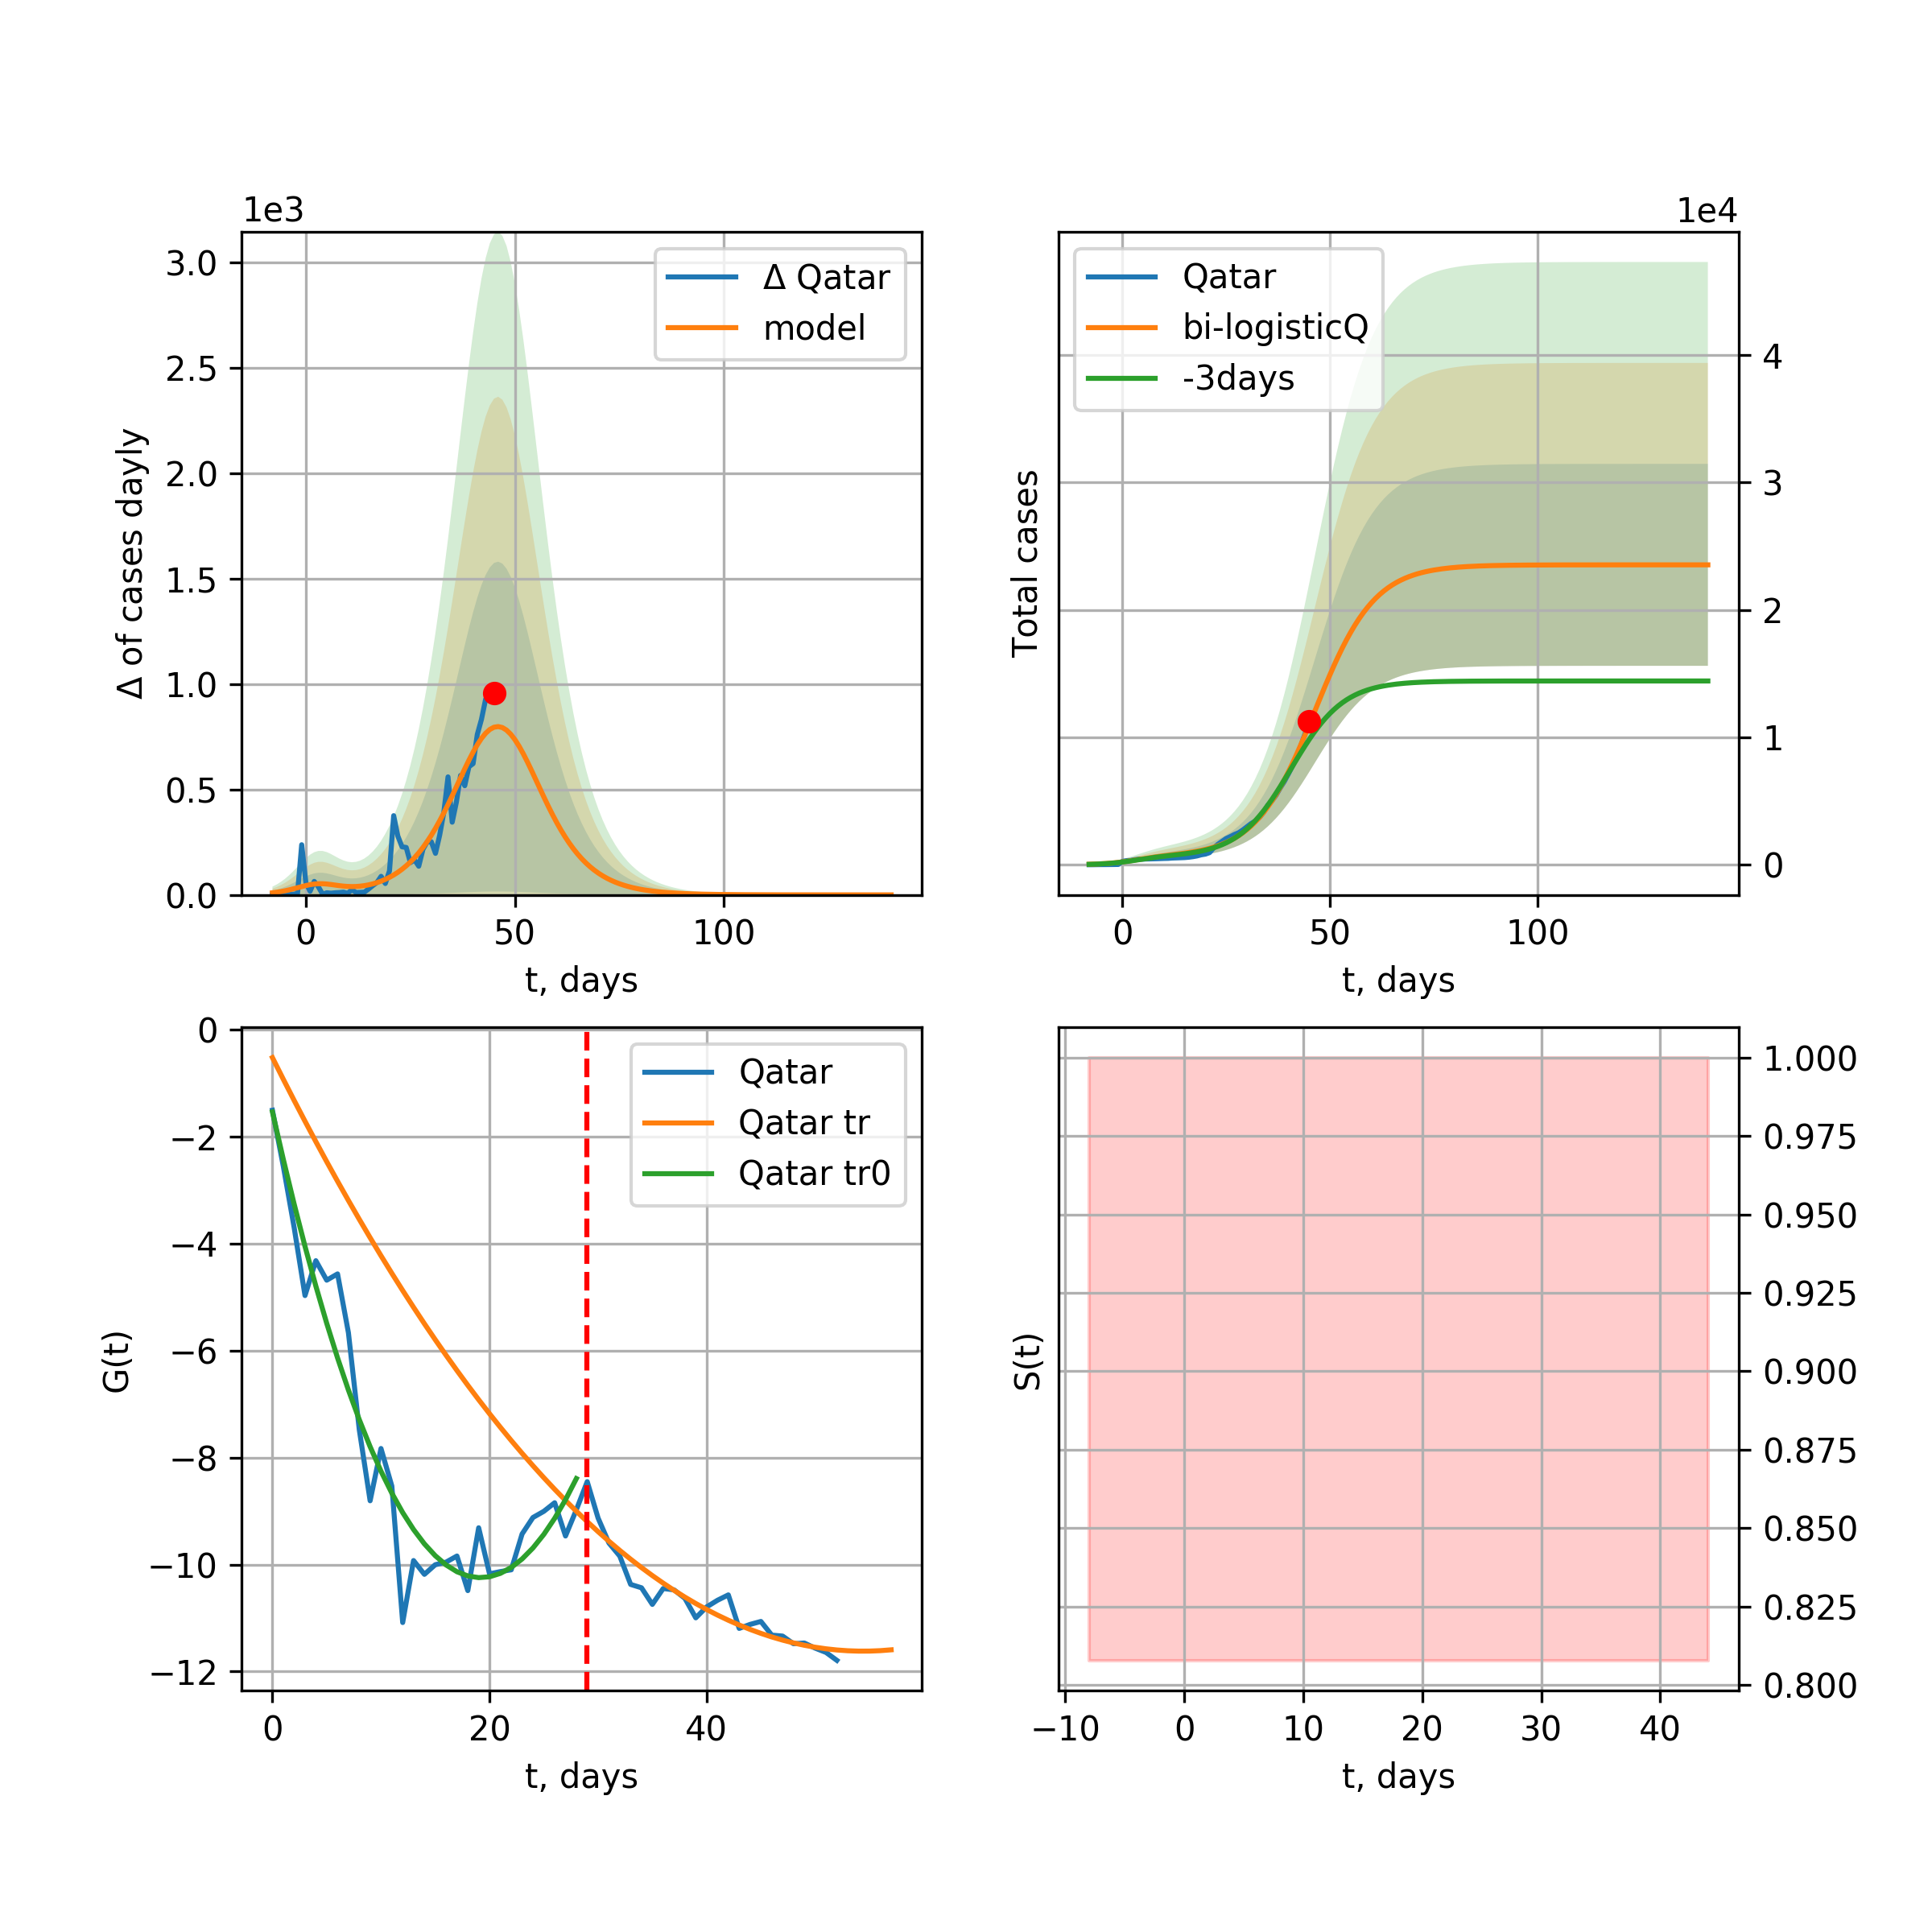 1e3
3.0
2.5
2.0
1.5
1.0
0.5
0.0
Δ of cases dayly
Δ Qatar
model
0 50 100
t, days
1e4
Total cases
Qatar
bi-logisticQ
-3days
4
3
2
1
0
0 50 100
t, days
0
−2
−4
−6
−8
−10
−12
G(t)
Qatar
Qatar tr
Qatar tr0
0 20 40
t, days
S(t)
1.000
0.975
0.950
0.925
0.900
0.875
0.850
0.825
0.800
−10 0 10 20 30 40
t, days